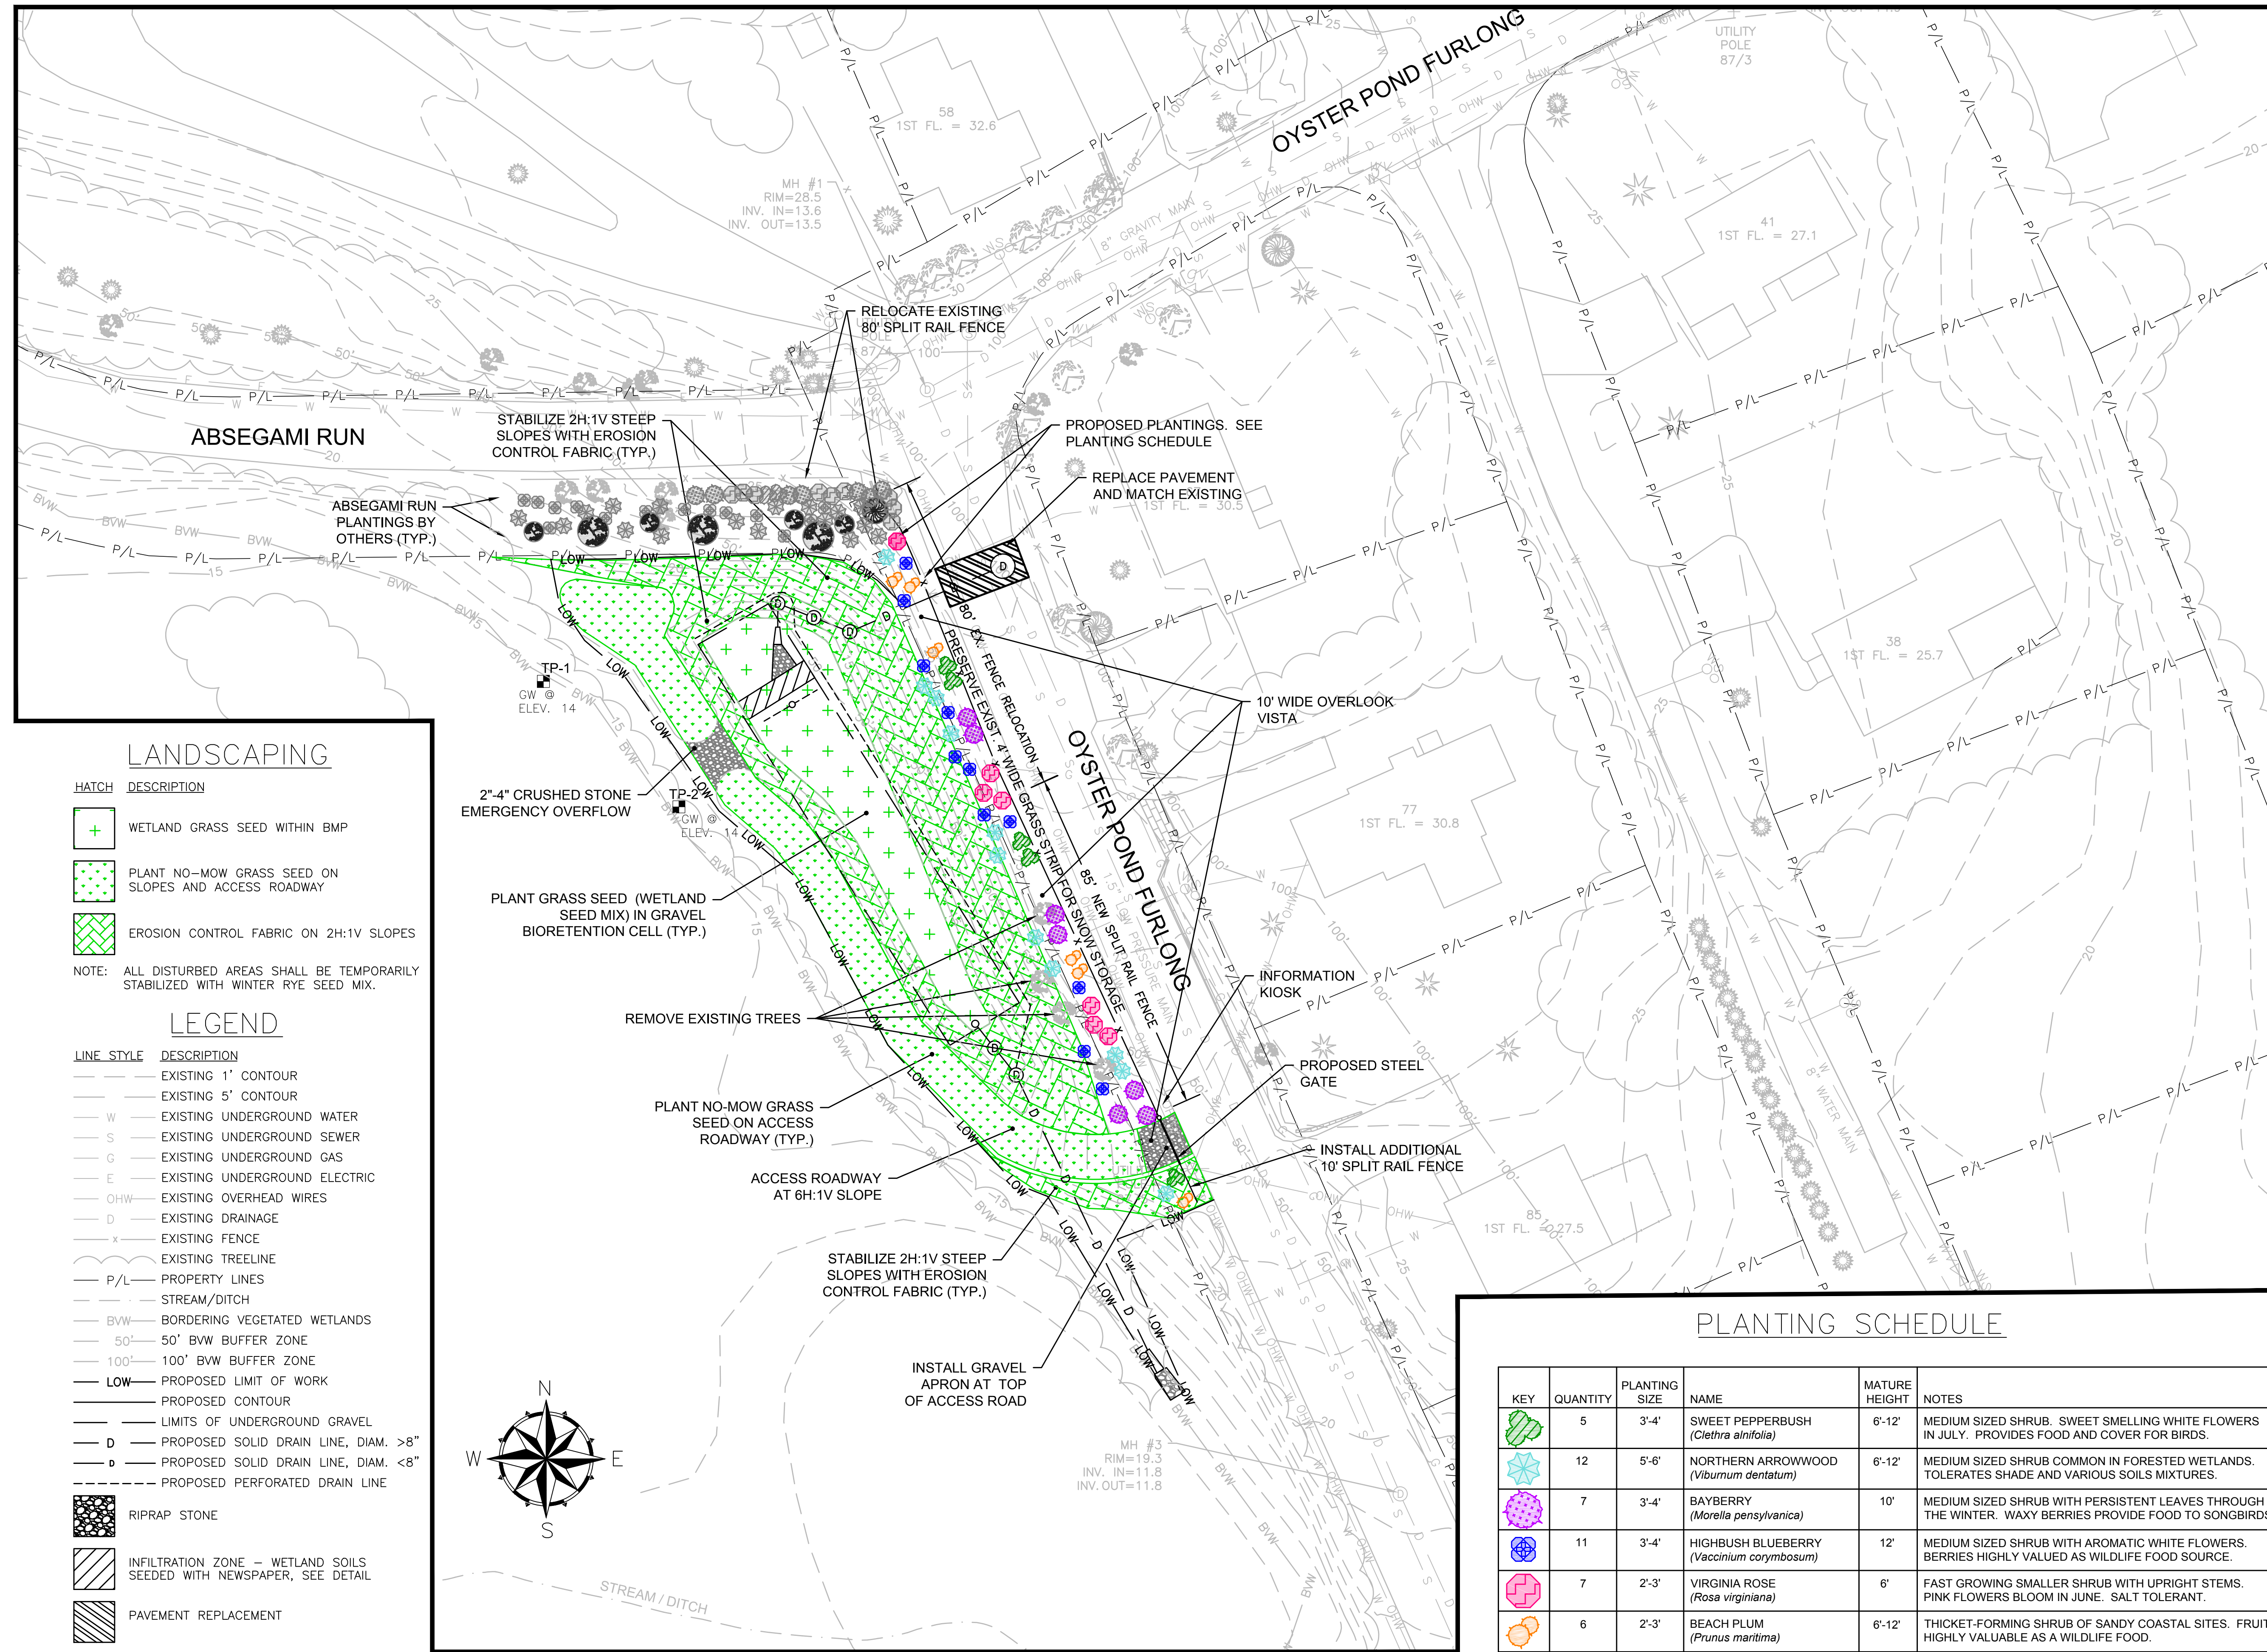 OYSTER POND FURLONG
UTILITY
POLE
87/3
58
1ST FL. = 32.6
MH #1
RIM=28.5
INV. IN=13.6
INV. OUT=13.5
8" GRAVITY MAIN
41
1ST FL. = 27.1
RELOCATE EXISTING
80' SPLIT RAIL FENCE
UTILITY
POLE
87/4
ABSEGAMI RUN
STABILIZE 2H:1V STEEP
SLOPES WITH EROSION
CONTROL FABRIC (TYP.)
PROPOSED PLANTINGS. SEE
PLANTING SCHEDULE
REPLACE PAVEMENT
AND MATCH EXISTING
1ST FL. = 30.5
ABSEGAMI RUN
PLANTINGS BY
OTHERS (TYP.)
38
1ST FL. = 25.7
TP-1
GW @
ELEV. 14
80' EX. FENCE RELOCATION
PRESERVE EXIST. 4' WIDE GRASS STRIP FOR SNOW STORAGE
85' NEW SPLIT RAIL FENCE
OYSTER POND FURLONG
1.5" LOW PRESSURE MAIN
10' WIDE OVERLOOK
VISTA
2"-4" CRUSHED STONE
EMERGENCY OVERFLOW
TP-2
GW @
ELEV. 14
77
1ST FL. = 30.8
PLANT GRASS SEED (WETLAND
SEED MIX) IN GRAVEL
BIORETENTION CELL (TYP.)
INFORMATION
KIOSK
REMOVE EXISTING TREES
PROPOSED STEEL
GATE
8" WATER MAIN
PLANT NO-MOW GRASS
SEED ON ACCESS
ROADWAY (TYP.)
INSTALL ADDITIONAL
10' SPLIT RAIL FENCE
ACCESS ROADWAY
AT 6H:1V SLOPE
85
1ST FL. = 27.5
STABILIZE 2H:1V STEEP
SLOPES WITH EROSION
CONTROL FABRIC (TYP.)
INSTALL GRAVEL
APRON AT TOP
OF ACCESS ROAD
MH #3
RIM=19.3
INV. IN=11.8
INV. OUT=11.8
STREAM / DITCH
N
W E
S
LANDSCAPING
HATCH DESCRIPTION
WETLAND GRASS SEED WITHIN BMP
PLANT NO-MOW GRASS SEED ON
SLOPES AND ACCESS ROADWAY
EROSION CONTROL FABRIC ON 2H:1V SLOPES
NOTE: ALL DISTURBED AREAS SHALL BE TEMPORARILY
STABILIZED WITH WINTER RYE SEED MIX.
LEGEND
LINE STYLE DESCRIPTION
EXISTING 1' CONTOUR
EXISTING 5' CONTOUR
W EXISTING UNDERGROUND WATER
S EXISTING UNDERGROUND SEWER
G EXISTING UNDERGROUND GAS
E EXISTING UNDERGROUND ELECTRIC
OHW EXISTING OVERHEAD WIRES
D EXISTING DRAINAGE
x EXISTING FENCE
EXISTING TREELINE
P/L PROPERTY LINES
STREAM/DITCH
BVW BORDERING VEGETATED WETLANDS
50' 50' BVW BUFFER ZONE
100' 100' BVW BUFFER ZONE
LOW PROPOSED LIMIT OF WORK
PROPOSED CONTOUR
LIMITS OF UNDERGROUND GRAVEL
D PROPOSED SOLID DRAIN LINE, DIAM. >8"
D PROPOSED SOLID DRAIN LINE, DIAM. <8"
PROPOSED PERFORATED DRAIN LINE
RIPRAP STONE
INFILTRATION ZONE – WETLAND SOILS
SEEDED WITH NEWSPAPER, SEE DETAIL
PAVEMENT REPLACEMENT
PLANTING SCHEDULE
KEY QUANTITY PLANTING SIZE NAME MATURE HEIGHT NOTES
5 3'-4' SWEET PEPPERBUSH 6'-12' MEDIUM SIZED SHRUB. SWEET SMELLING WHITE FLOWERS
(Clethra alnifolia) IN JULY. PROVIDES FOOD AND COVER FOR BIRDS.
12 5'-6' NORTHERN ARROWWOOD 6'-12' MEDIUM SIZED SHRUB COMMON IN FORESTED WETLANDS.
(Viburnum dentatum) TOLERATES SHADE AND VARIOUS SOILS MIXTURES.
7 3'-4' BAYBERRY 10' MEDIUM SIZED SHRUB WITH PERSISTENT LEAVES THROUGH
(Morella pensylvanica) THE WINTER. WAXY BERRIES PROVIDE FOOD TO SONGBIRDS
11 3'-4' HIGHBUSH BLUEBERRY 12' MEDIUM SIZED SHRUB WITH AROMATIC WHITE FLOWERS.
(Vaccinium corymbosum) BERRIES HIGHLY VALUED AS WILDLIFE FOOD SOURCE.
7 2'-3' VIRGINIA ROSE 6' FAST GROWING SMALLER SHRUB WITH UPRIGHT STEMS.
(Rosa virginiana) PINK FLOWERS BLOOM IN JUNE. SALT TOLERANT.
6 2'-3' BEACH PLUM 6'-12' THICKET-FORMING SHRUB OF SANDY COASTAL SITES. FRUIT
(Prunus maritima) HIGHLY VALUABLE AS A WILDLIFE FOOD.